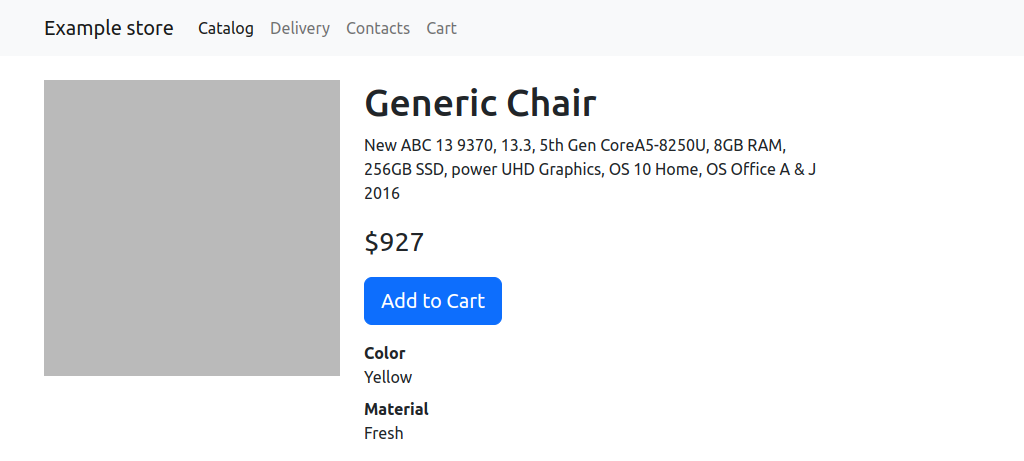 Example store Catalog Delivery Contacts Cart
Generic Chair
New ABC 13 9370, 13.3, 5th Gen CoreA5-8250U, 8GB RAM,
256GB SSD, power UHD Graphics, OS 10 Home, OS Office A & J
2016
$927
Add to Cart
Color
Yellow
Material
Fresh